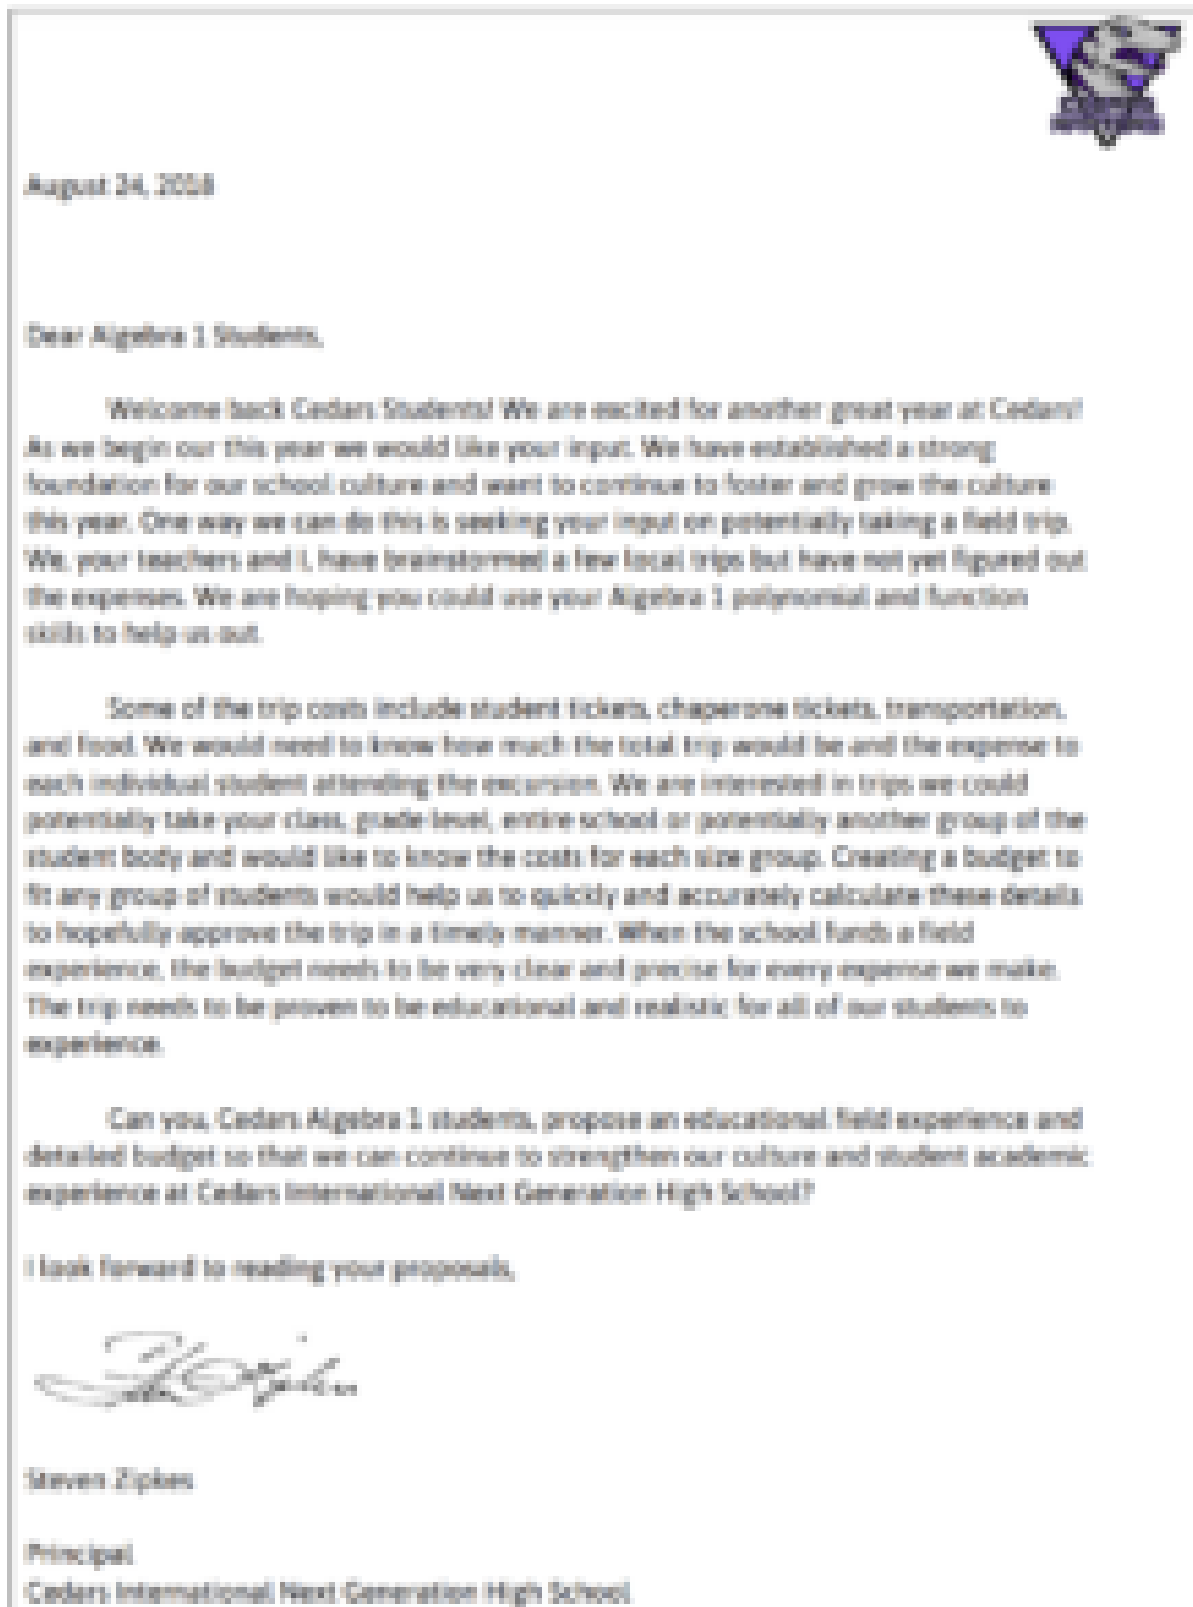 August 24, 2018
Dear Algebra 1 Students,
Welcome back Cedars Students! We are excited for another great year at Cedars!
As we begin our this year we would like your input. We have established a strong
foundation for our school culture and want to continue to foster and grow the culture
this year. One way we can do this is seeking your input on potentially taking a field trip.
We, your teachers and I, have brainstormed a few local trips but have not yet figured out
the expenses. We are hoping you could use your Algebra 1 polynomial and function
skills to help us out.
Some of the trip costs include student tickets, chaperone tickets, transportation,
and food. We would need to know how much the total trip would be and the expense to
each individual student attending the excursion. We are interested in trips we could
potentially take your class, grade level, entire school or potentially another group of the
student body and would like to know the costs for each size group. Creating a budget to
fit any group of students would help us to quickly and accurately calculate these details
to hopefully approve the trip in a timely manner. When the school funds a field
experience, the budget needs to be very clear and precise for every expense we make.
The trip needs to be proven to be educational and realistic for all of our students to
experience.
Can you, Cedars Algebra 1 students, propose an educational field experience and
detailed budget so that we can continue to strengthen our culture and student academic
experience at Cedars International Next Generation High School?
I look forward to reading your proposals,
Steven Zipkes
Principal
Cedars International Next Generation High School